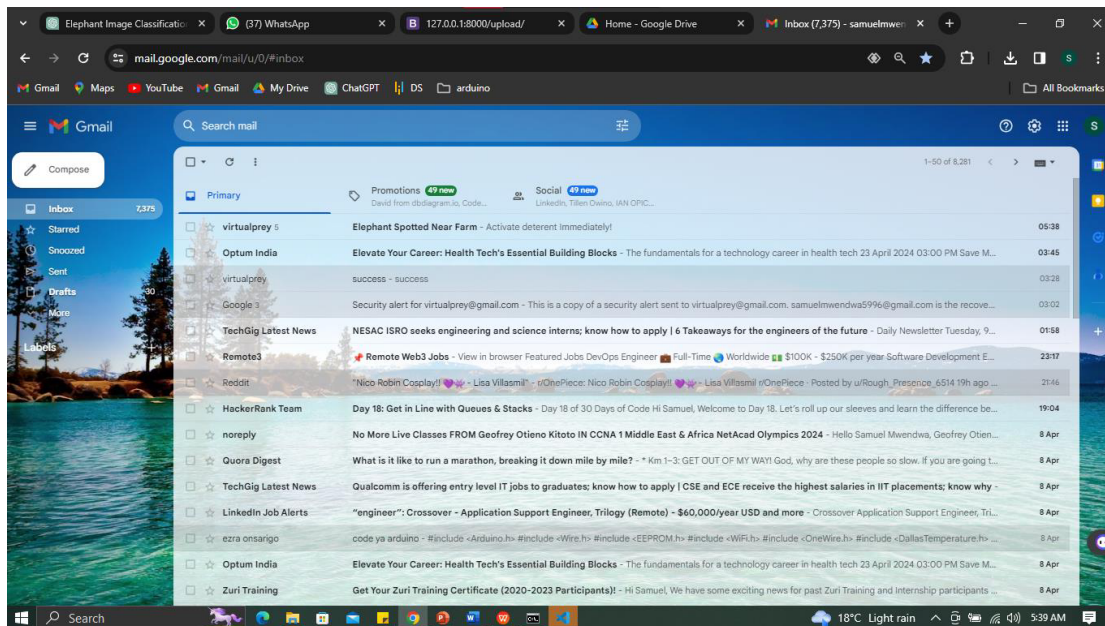 Elephant Image Classificatio
(37) WhatsApp
127.0.0.1:8000/upload/
Home - Google Drive
Inbox (7,375) - samuelmwen
mail.google.com/mail/u/0/#inbox
Gmail Maps YouTube Gmail My Drive ChatGPT DS arduino All Bookmarks
Gmail Search mail S
Compose 1–50 of 8,281
Primary Promotions 49 new Social 49 new
David from dbdiagram.io, Code... LinkedIn, Tillen Owino, IAN OPIC...
Inbox 7,375
Starred
Snoozed
Sent
Drafts 30
More
Labels
virtualprey 5 Elephant Spotted Near Farm - Activate deterent Immediately! 05:38
Optum India Elevate Your Career: Health Tech's Essential Building Blocks - The fundamentals for a technology career in health tech 23 April 2024 03:00 PM Save M... 03:45
virtualprey success - success 03:28
Google 3 Security alert for virtualprey@gmail.com - This is a copy of a security alert sent to virtualprey@gmail.com. samuelmwendwa5996@gmail.com is the recove... 03:02
TechGig Latest News NESAC ISRO seeks engineering and science interns; know how to apply | 6 Takeaways for the engineers of the future - Daily Newsletter Tuesday, 9... 01:58
Remote3 Remote Web3 Jobs - View in browser Featured Jobs DevOps Engineer Full-Time Worldwide $100K - $250K per year Software Development E... 23:17
Reddit "Nico Robin Cosplay!! - Lisa Villasmil" - r/OnePiece: Nico Robin Cosplay!! - Lisa Villasmil r/OnePiece · Posted by u/Rough_Presence_6514 19h ago ... 21:46
HackerRank Team Day 18: Get in Line with Queues & Stacks - Day 18 of 30 Days of Code Hi Samuel, Welcome to Day 18. Let's roll up our sleeves and learn the difference be... 19:04
noreply No More Live Classes FROM Geofrey Otieno Kitoto IN CCNA 1 Middle East & Africa NetAcad Olympics 2024 - Hello Samuel Mwendwa, Geofrey Otien... 8 Apr
Quora Digest What is it like to run a marathon, breaking it down mile by mile? - * Km 1–3: GET OUT OF MY WAY! God, why are these people so slow. If you are going t... 8 Apr
TechGig Latest News Qualcomm is offering entry level IT jobs to graduates; know how to apply | CSE and ECE receive the highest salaries in IIT placements; know why - 8 Apr
LinkedIn Job Alerts “engineer”: Crossover - Application Support Engineer, Trilogy (Remote) - $60,000/year USD and more - Crossover Application Support Engineer, Tri... 8 Apr
ezra onsarigo code ya arduino - #include <Arduino.h> #include <Wire.h> #include <EEPROM.h> #include <WiFi.h> #include <OneWire.h> #include <DallasTemperature.h> ... 8 Apr
Optum India Elevate Your Career: Health Tech's Essential Building Blocks - The fundamentals for a technology career in health tech 23 April 2024 03:00 PM Save M... 8 Apr
Zuri Training Get Your Zuri Training Certificate (2020-2023 Participants)! - Hi Samuel, We have some exciting news for past Zuri Training and Internship participants ... 8 Apr
Search 18°C Light rain 5:39 AM